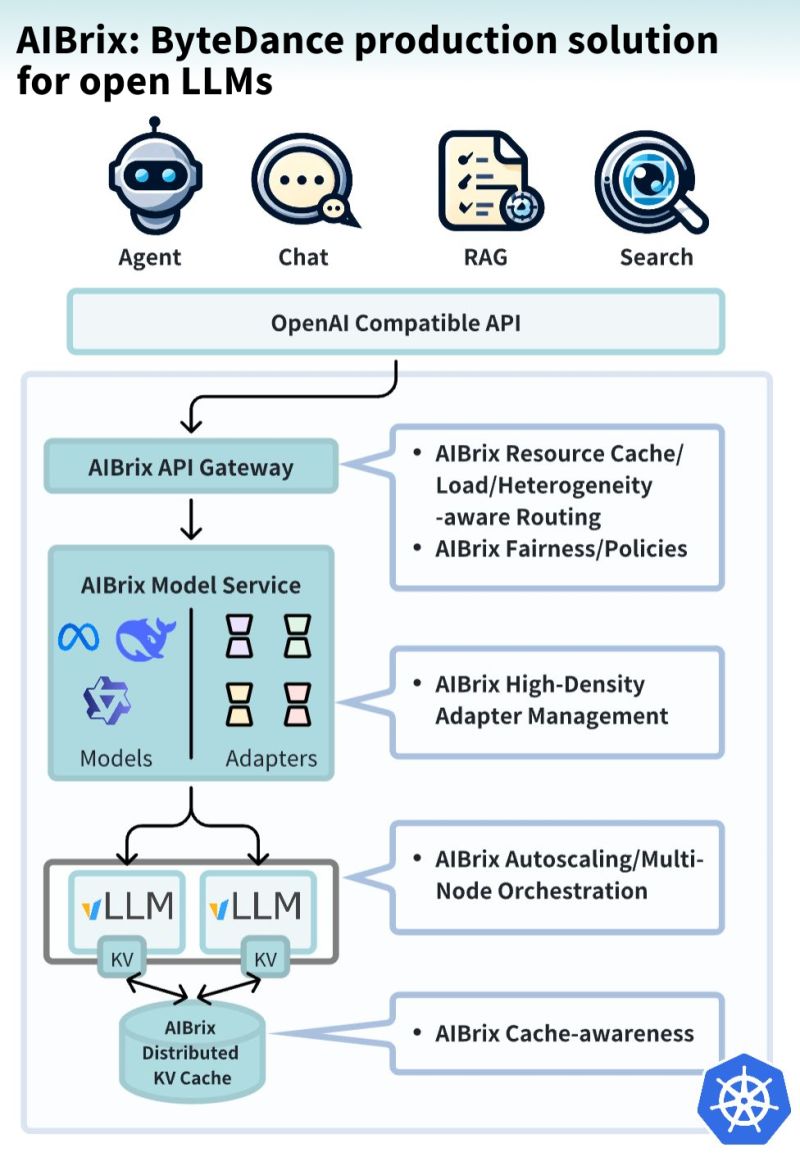 AIBrix: ByteDance production solution
for open LLMs
Agent
Chat
RAG
Search
OpenAI Compatible API
AIBrix API Gateway
• AIBrix Resource Cache/
Load/Heterogeneity
-aware Routing
• AIBrix Fairness/Policies
AIBrix Model Service
Models
Adapters
• AIBrix High-Density
Adapter Management
• AIBrix Autoscaling/Multi-
Node Orchestration
vLLM
vLLM
KV
KV
AIBrix
Distributed
KV Cache
• AIBrix Cache-awareness